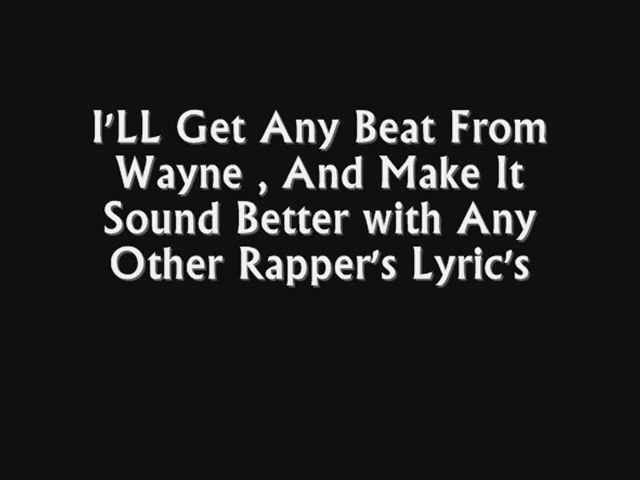 I'LL Get Any Beat From
Wayne , And Make It
Sound Better with Any
Other Rapper's Lyric's